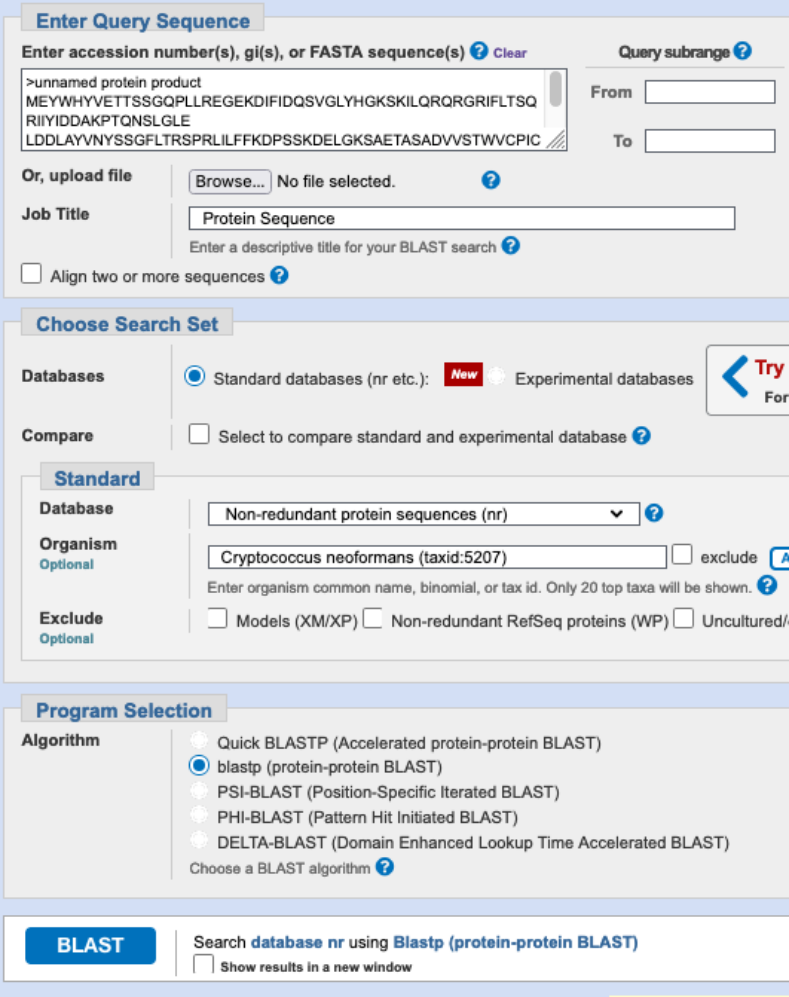 Enter Query Sequence
Enter accession number(s), gi(s), or FASTA sequence(s) ? Clear
Query subrange ?
>unnamed protein product
MEYWHYVETTSSGQPLLREGEKDIFIDQSVGLYHGKSKILQRQRGRIFLTSQ
RIIYIDDAKPTQNSLGLE
LDDLAYVNYSSGFLTRSPRLILFFKDPSSKDELGKSAETASADVVSTWVCPIC
From
To
Or, upload file
Browse... No file selected. ?
Job Title
Protein Sequence
Enter a descriptive title for your BLAST search ?
Align two or more sequences ?
Choose Search Set
Databases
Standard databases (nr etc.): New Experimental databases
Try
For
Compare
Select to compare standard and experimental database ?
Standard
Database
Non-redundant protein sequences (nr) ?
Organism
Optional
Cryptococcus neoformans (taxid:5207) exclude A
Enter organism common name, binomial, or tax id. Only 20 top taxa will be shown. ?
Exclude
Optional
Models (XM/XP) Non-redundant RefSeq proteins (WP) Uncultured/
Program Selection
Algorithm
Quick BLASTP (Accelerated protein-protein BLAST)
blastp (protein-protein BLAST)
PSI-BLAST (Position-Specific Iterated BLAST)
PHI-BLAST (Pattern Hit Initiated BLAST)
DELTA-BLAST (Domain Enhanced Lookup Time Accelerated BLAST)
Choose a BLAST algorithm ?
BLAST
Search database nr using Blastp (protein-protein BLAST)
Show results in a new window